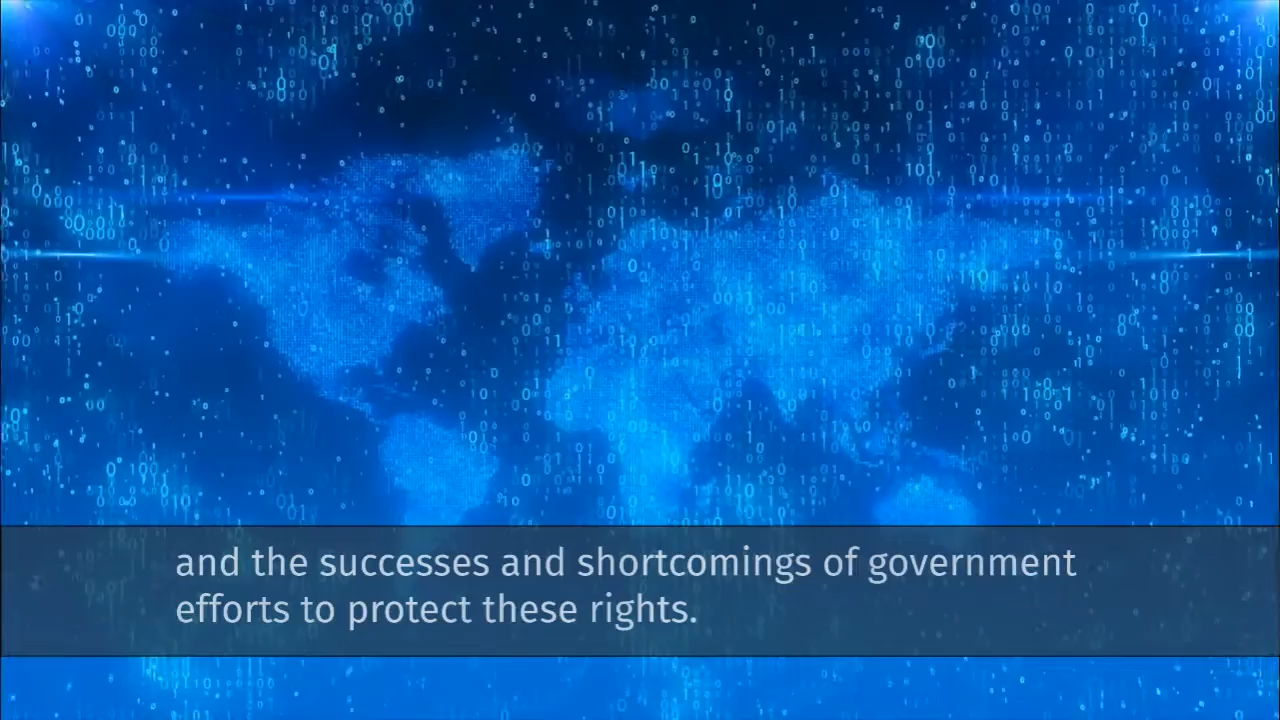 and the successes and shortcomings of government
efforts to protect these rights.